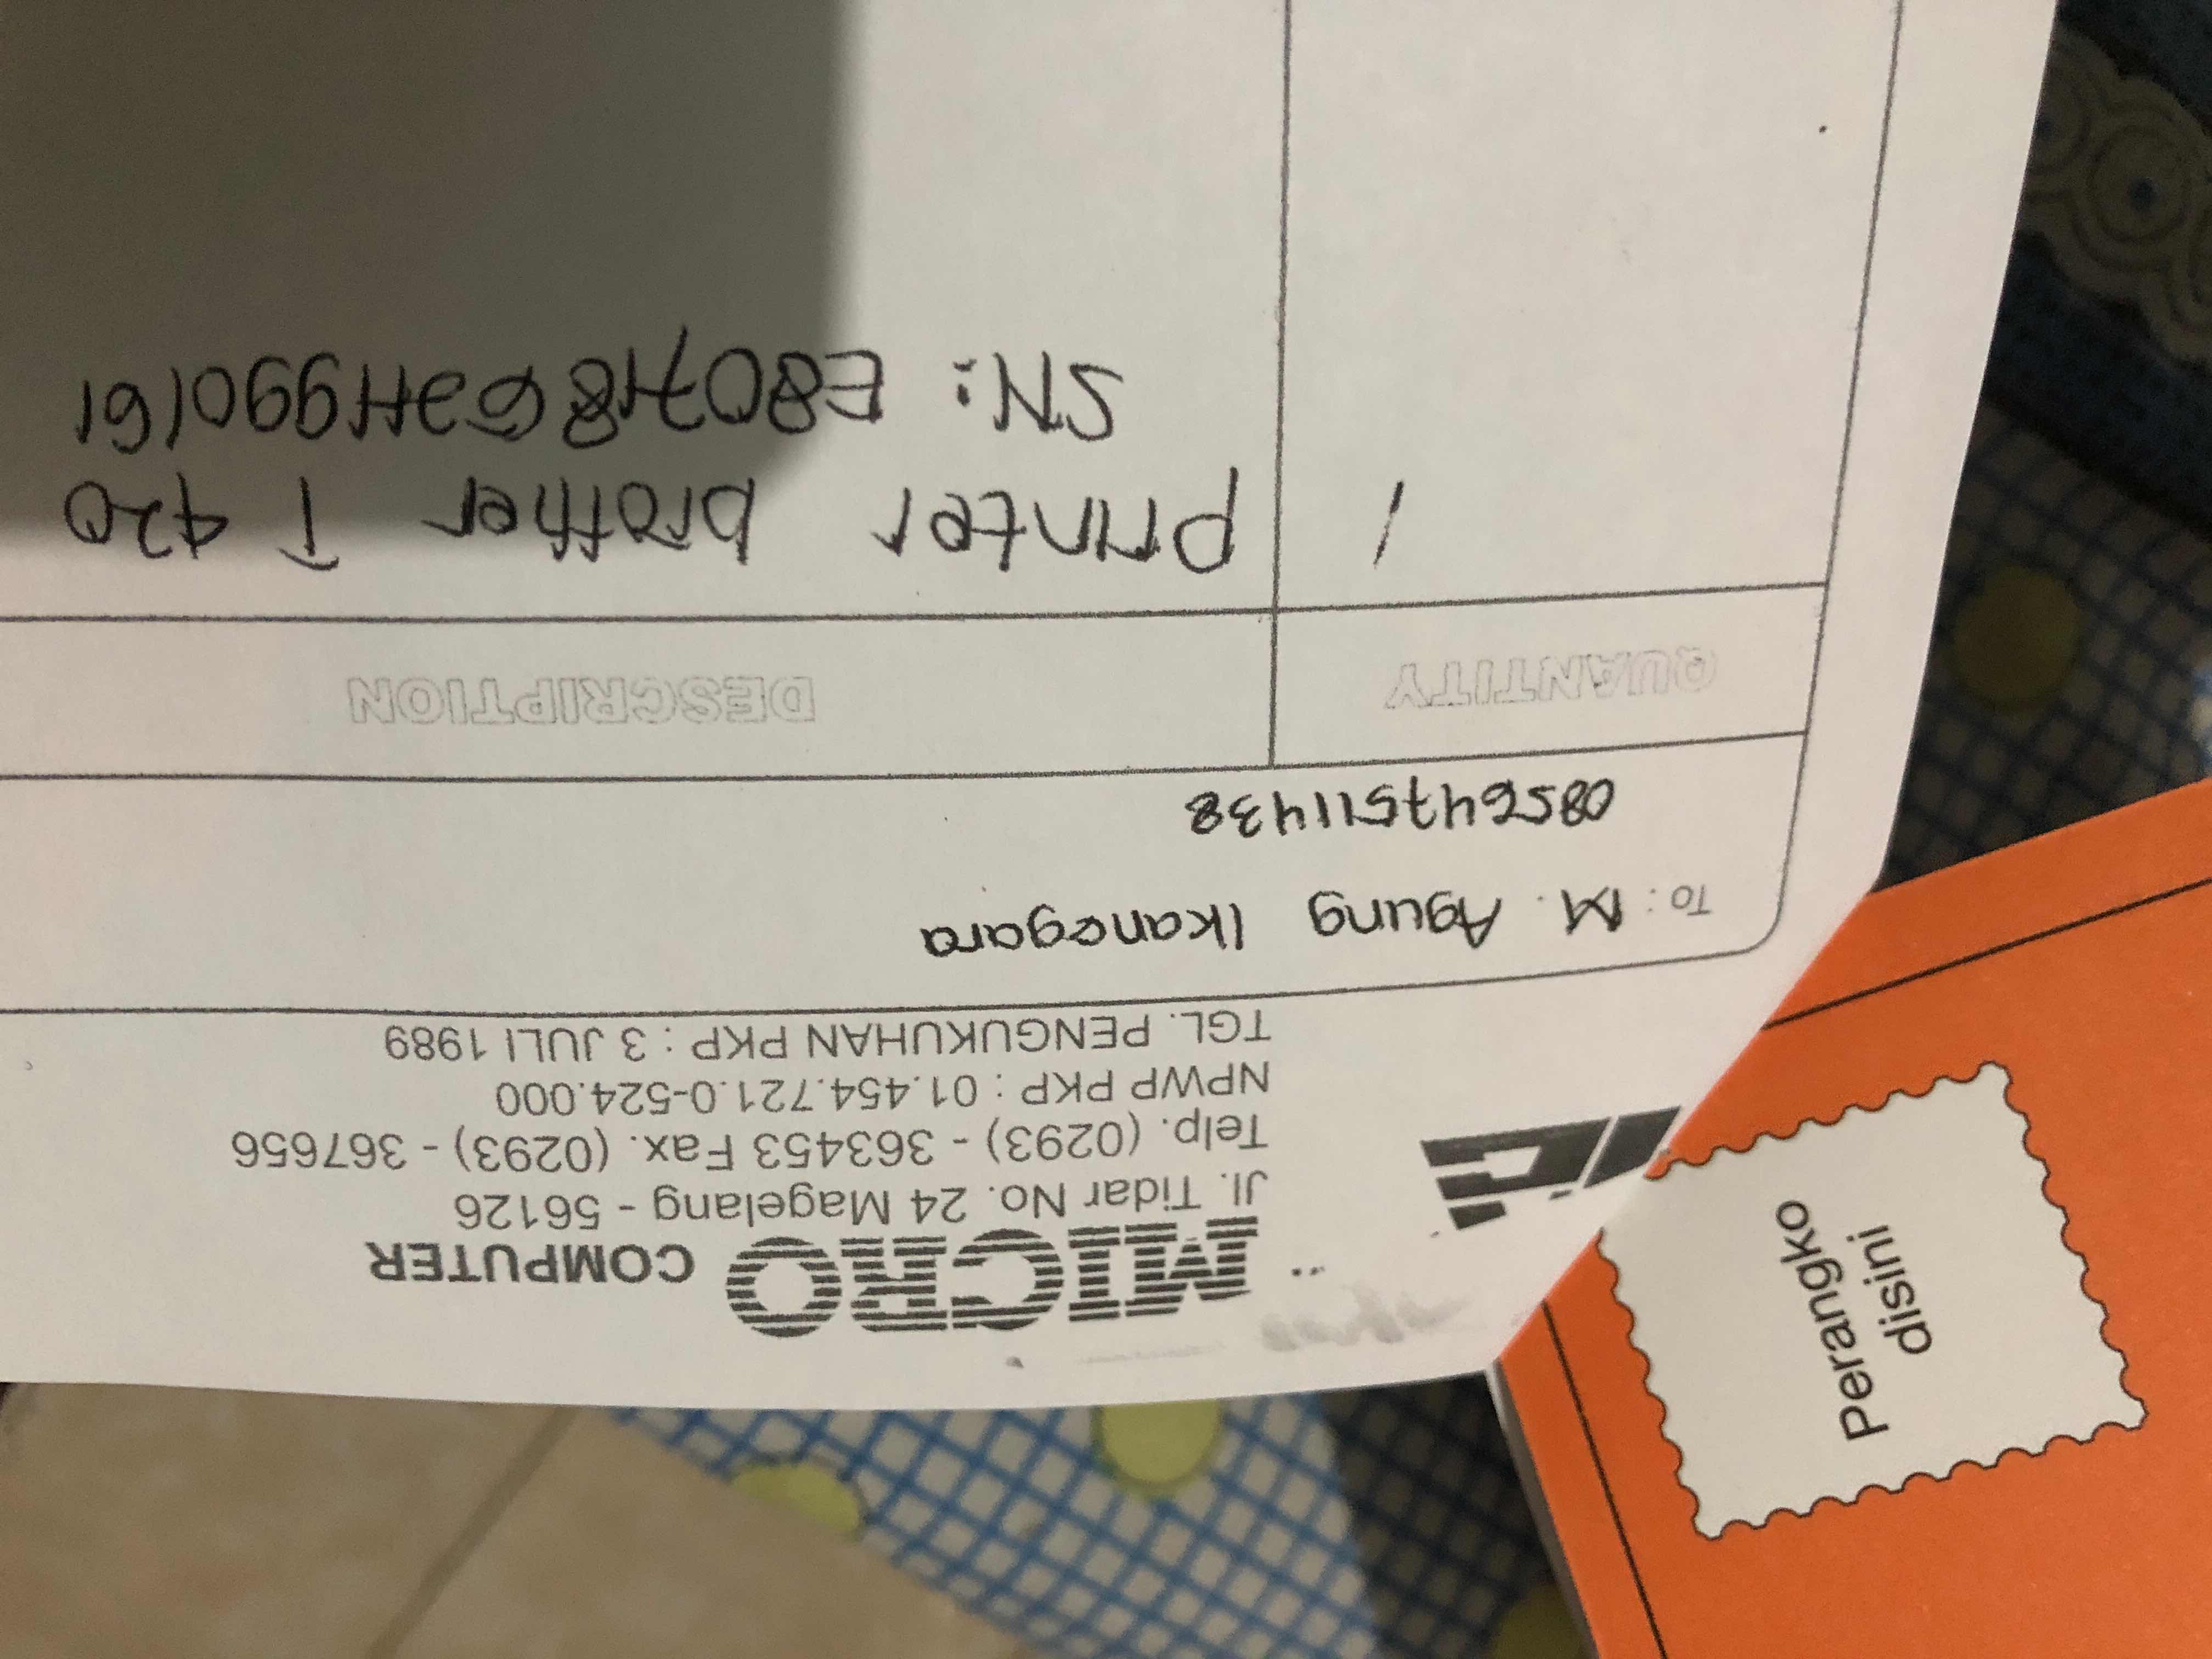 MICRO COMPUTER
Jl. Tidar No. 24 Magelang - 56126
Telp. (0293) - 363453 Fax. (0293) - 367656
NPWP PKP : 01.454.721.0-524.000
TGL. PENGUKUHAN PKP : 3 JULI 1989
To : M. Agung Ikanegara
085647511438
QUANTITY DESCRIPTION
1 Printer brother T 420
SN: E80718G2H990161
Perangko
disini